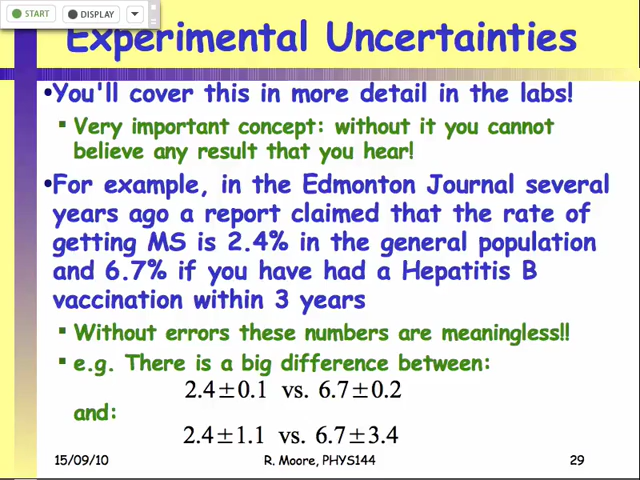 START
DISPLAY
Experimental Uncertainties
•You'll cover this in more detail in the labs!
▪ Very important concept: without it you cannot
believe any result that you hear!
•For example, in the Edmonton Journal several
years ago a report claimed that the rate of
getting MS is 2.4% in the general population
and 6.7% if you have had a Hepatitis B
vaccination within 3 years
▪ Without errors these numbers are meaningless!!
▪ e.g. There is a big difference between:
2.4±0.1 vs. 6.7±0.2
and:
2.4±1.1 vs. 6.7±3.4
15/09/10 R. Moore, PHYS144 29